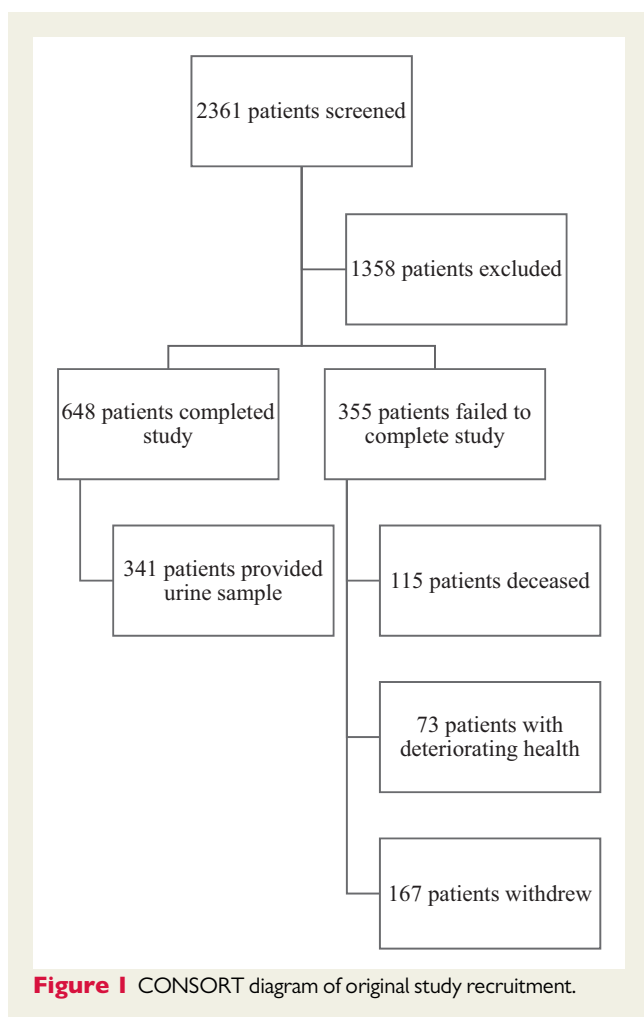 2361 patients screened
1358 patients excluded
648 patients completed
study
355 patients failed to
complete study
341 patients provided
urine sample
115 patients deceased
73 patients with
deteriorating health
167 patients withdrew
Figure 1 CONSORT diagram of original study recruitment.